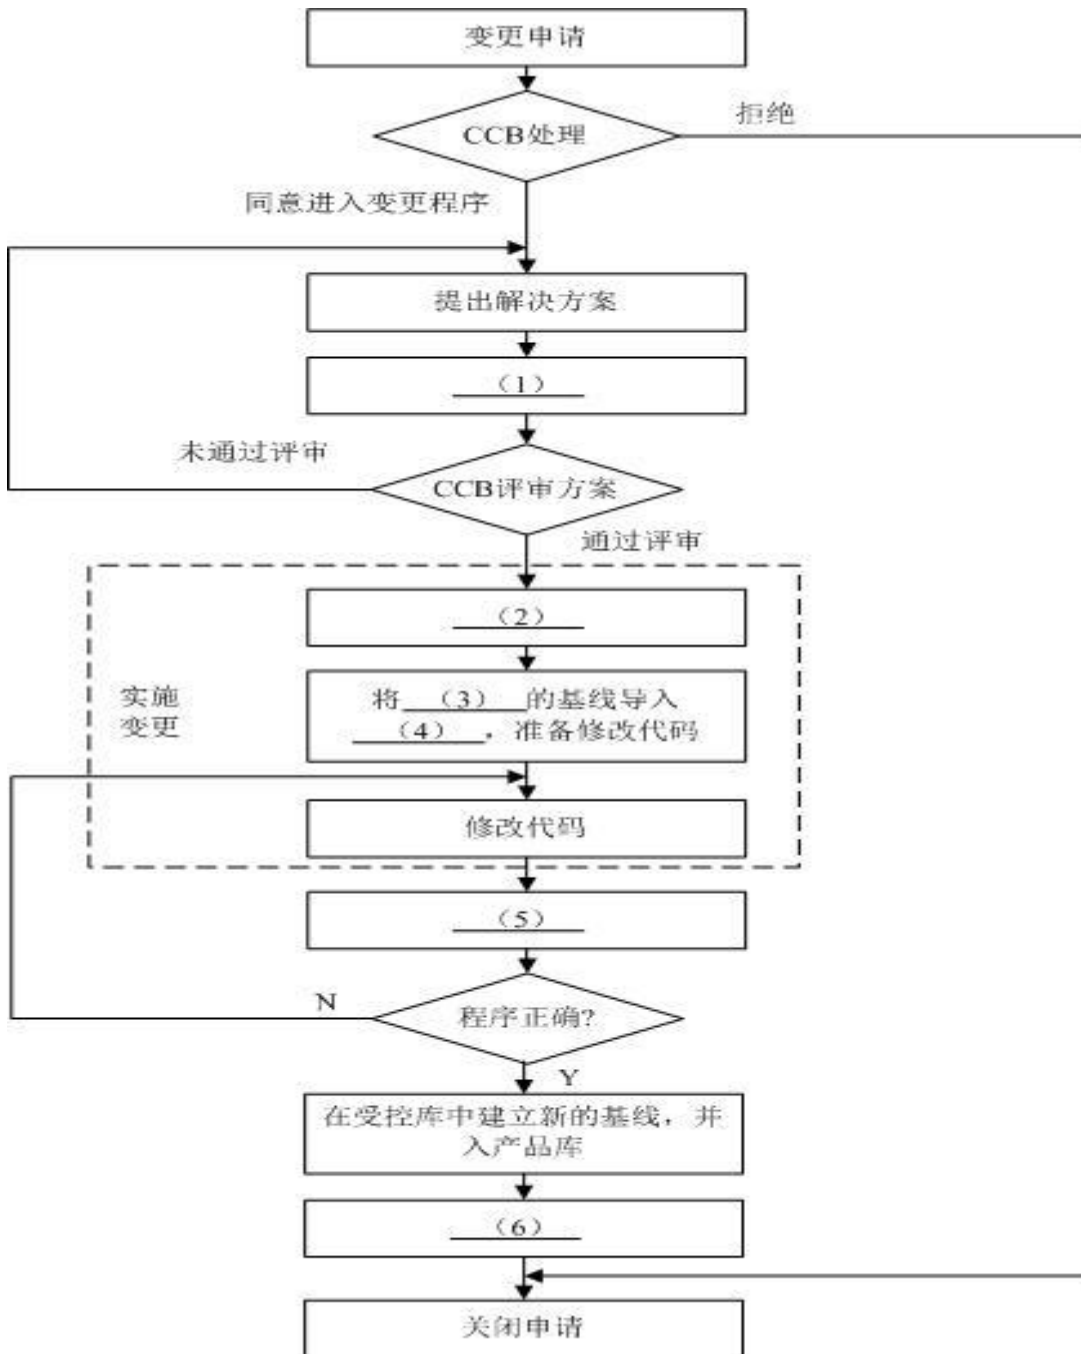 变更申请
CCB处理
拒绝
同意进入变更程序
提出解决方案
（1）
未通过评审
CCB评审方案
通过评审
（2）
实施
变更
将（3）的基线导入
（4），准备修改代码
修改代码
（5）
N
程序正确?
Y
在受控库中建立新的基线，并
入产品库
（6）
关闭申请